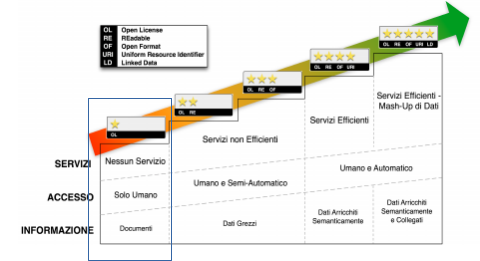 OL Open License
RE REadable
OF Open Format
URI Uniform Resource Identifier
LD Linked Data
OL
OL RE
OL RE OF
OL RE OF URI
OL RE OF URI LD
SERVIZI
Nessun Servizio
Servizi non Efficienti
Servizi Efficienti
Servizi Efficienti -
Mash-Up di Dati
ACCESSO
Solo Umano
Umano e Semi-Automatico
Umano e Automatico
INFORMAZIONE
Documenti
Dati Grezzi
Dati Arricchiti
Semanticamente
Dati Arricchiti
Semanticamente
e Collegati